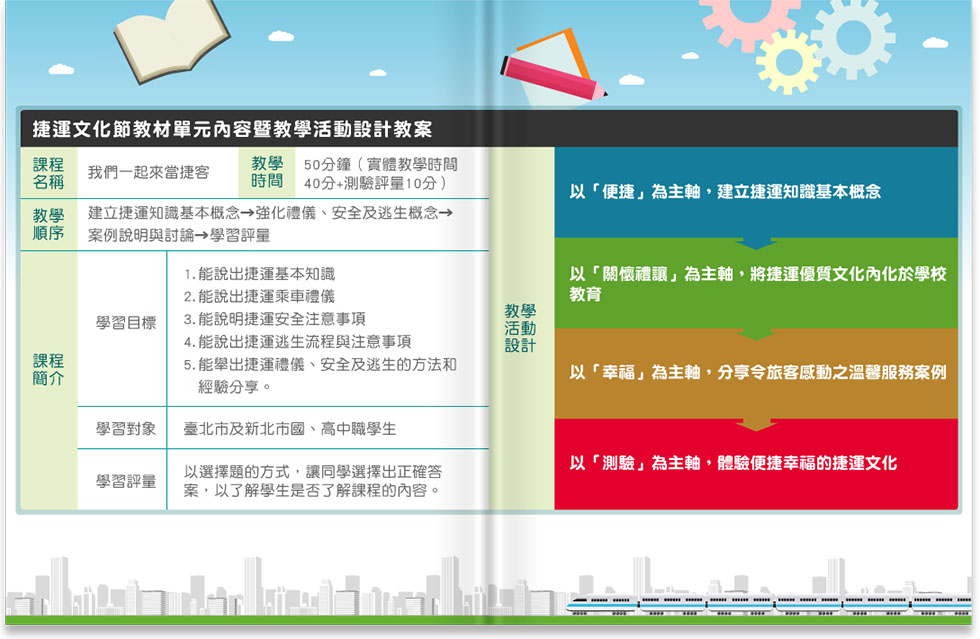 捷運文化節教材單元內容暨教學活動設計教案
課程
名稱
我們一起來當捷客
教學
時間
50分鐘（實體教學時間
40分+測驗評量10分）
教學
順序
建立捷運知識基本概念→強化禮儀、安全及逃生概念→
案例說明與討論→學習評量
課程
簡介
學習目標
1.能說出捷運基本知識
2.能說出捷運乘車禮儀
3.能說明捷運安全注意事項
4.能說出捷運逃生流程與注意事項
5.能舉出捷運禮儀、安全及逃生的方法和
經驗分享。
學習對象
臺北市及新北市國、高中職學生
學習評量
以選擇題的方式，讓同學選擇出正確答
案，以了解學生是否了解課程的內容。
教學
活動
設計
以「便捷」為主軸，建立捷運知識基本概念
以「關懷禮讓」為主軸，將捷運優質文化內化於學校
教育
以「幸福」為主軸，分享令旅客感動之溫馨服務案例
以「測驗」為主軸，體驗便捷幸福的捷運文化